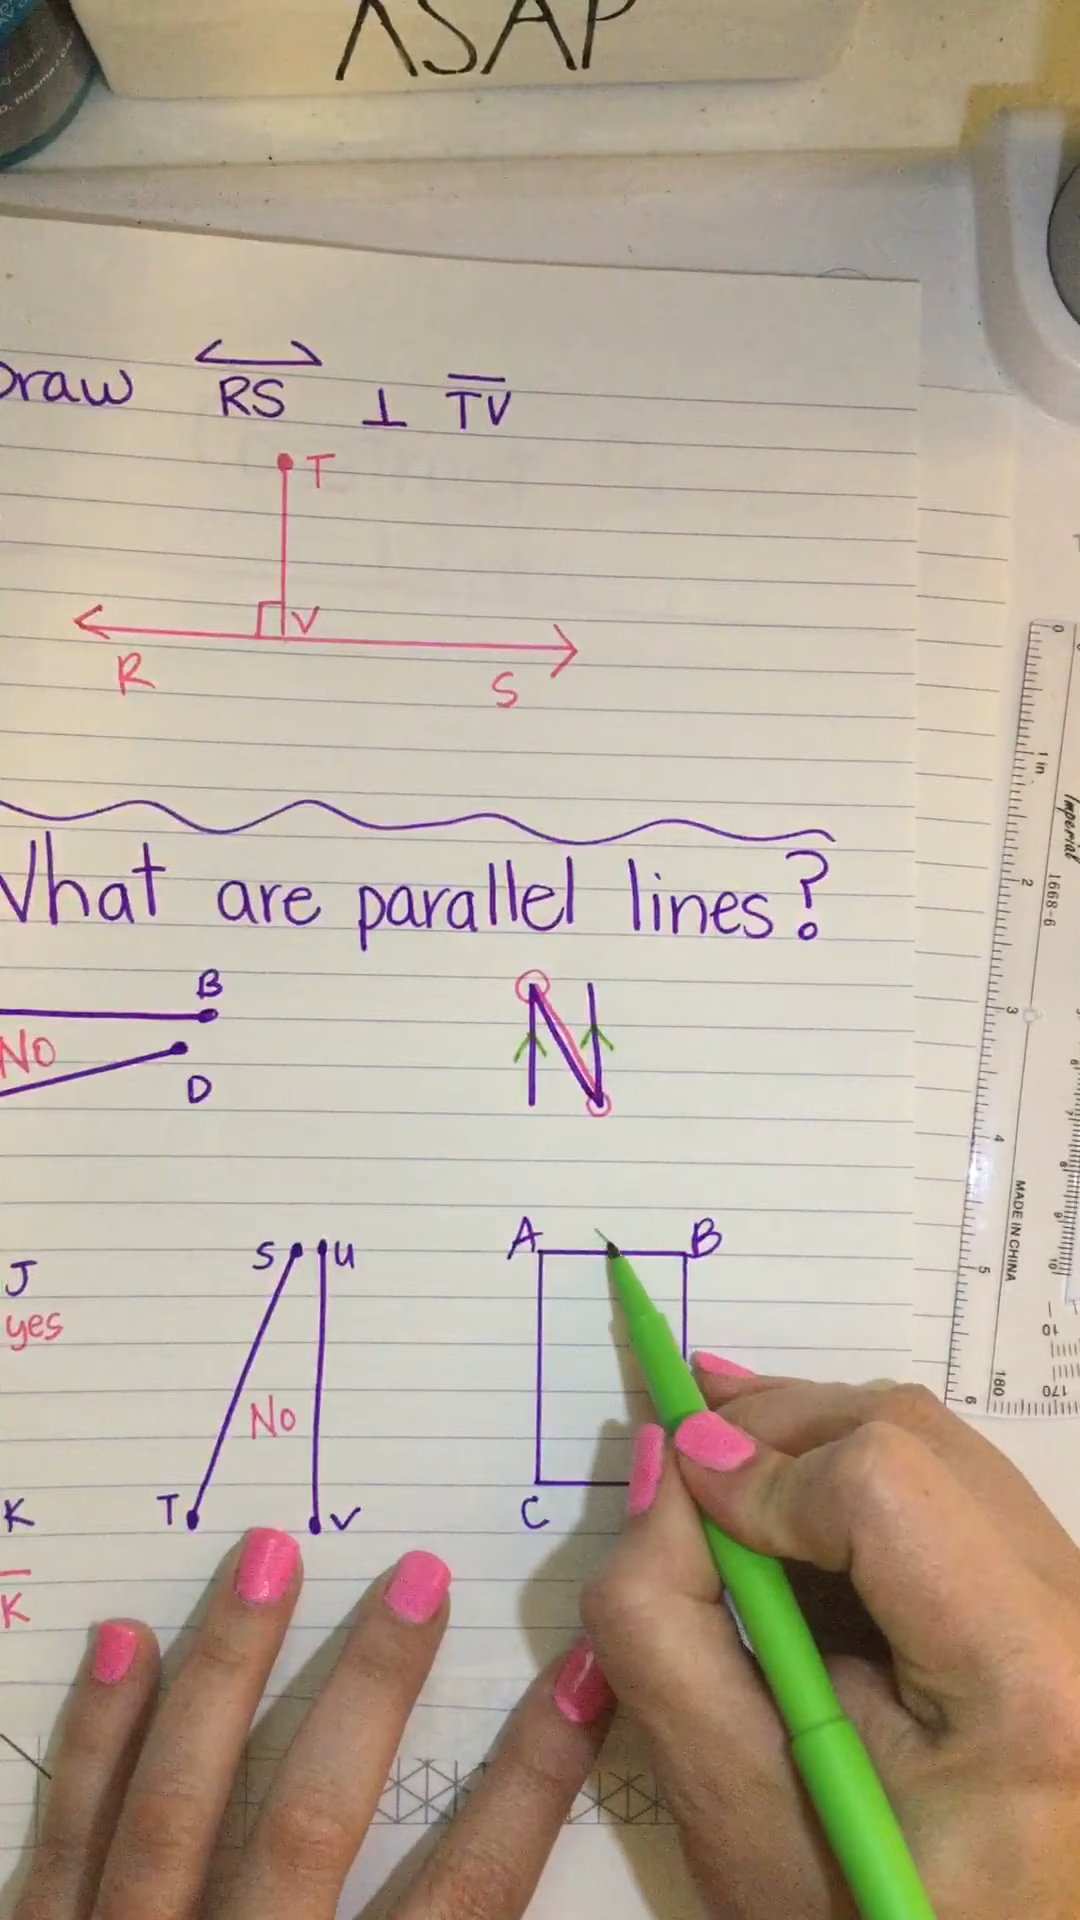 ASAP
Draw RS ⊥ TV
T
V
R
S
What are parallel lines?
B
NO
D
N
J
yes
S U
A B
No
K
T V
C
K
0
1 in
Imperial
2
1668-6
3
4
MADE IN CHINA
5
6
180
170
10